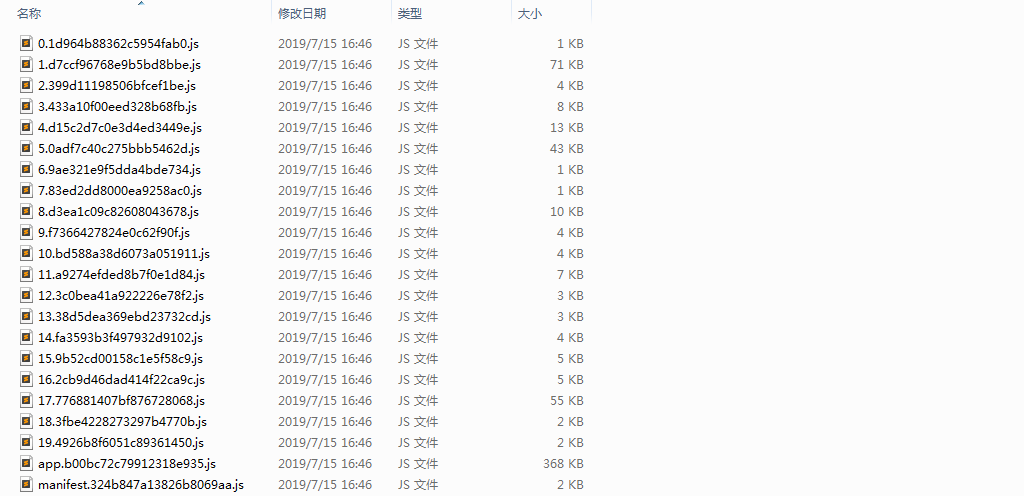 名称 修改日期 类型 大小
0.1d964b88362c5954fab0.js 2019/7/15 16:46 JS 文件 1 KB
1.d7ccf96768e9b5bd8bbe.js 2019/7/15 16:46 JS 文件 71 KB
2.399d11198506bfcef1be.js 2019/7/15 16:46 JS 文件 4 KB
3.433a10f00eed328b68fb.js 2019/7/15 16:46 JS 文件 8 KB
4.d15c2d7c0e3d4ed3449e.js 2019/7/15 16:46 JS 文件 13 KB
5.0adf7c40c275bbb5462d.js 2019/7/15 16:46 JS 文件 43 KB
6.9ae321e9f5dda4bde734.js 2019/7/15 16:46 JS 文件 1 KB
7.83ed2dd8000ea9258ac0.js 2019/7/15 16:46 JS 文件 1 KB
8.d3ea1c09c82608043678.js 2019/7/15 16:46 JS 文件 10 KB
9.f7366427824e0c62f90f.js 2019/7/15 16:46 JS 文件 4 KB
10.bd588a38d6073a051911.js 2019/7/15 16:46 JS 文件 4 KB
11.a9274efded8b7f0e1d84.js 2019/7/15 16:46 JS 文件 7 KB
12.3c0bea41a922226e78f2.js 2019/7/15 16:46 JS 文件 3 KB
13.38d5dea369ebd23732cd.js 2019/7/15 16:46 JS 文件 3 KB
14.fa3593b3f497932d9102.js 2019/7/15 16:46 JS 文件 4 KB
15.9b52cd00158c1e5f58c9.js 2019/7/15 16:46 JS 文件 5 KB
16.2cb9d46dad414f22ca9c.js 2019/7/15 16:46 JS 文件 5 KB
17.776881407bf876728068.js 2019/7/15 16:46 JS 文件 55 KB
18.3fbe4228273297b4770b.js 2019/7/15 16:46 JS 文件 2 KB
19.4926b8f6051c89361450.js 2019/7/15 16:46 JS 文件 2 KB
app.b00bc72c79912318e935.js 2019/7/15 16:46 JS 文件 368 KB
manifest.324b847a13826b8069aa.js 2019/7/15 16:46 JS 文件 2 KB